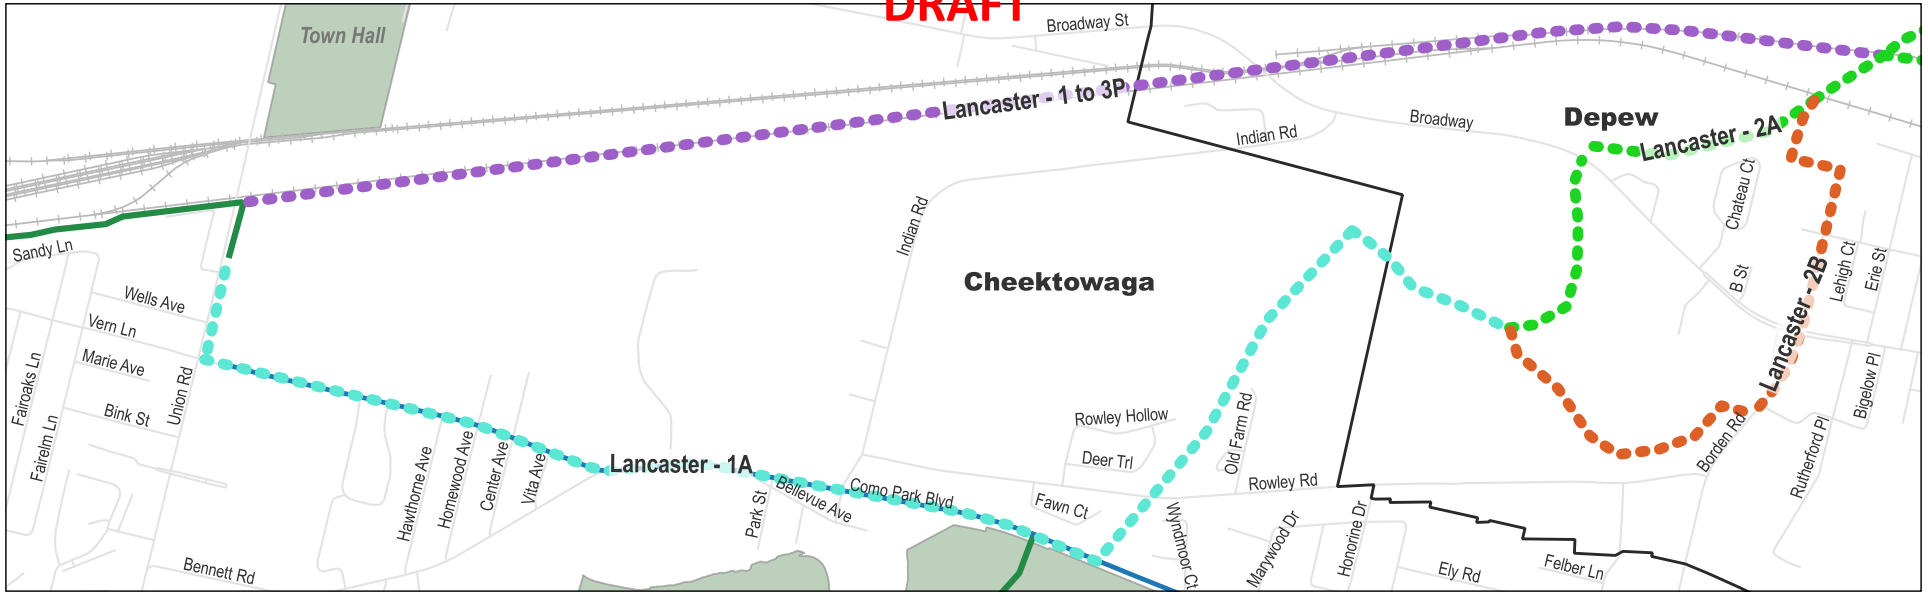 DRAFT
Town Hall
Broadway St
Lancaster - 1 to 3P
Indian Rd
Broadway
Depew
Lancaster - 2A
Chateau Ct
Indian Rd
Sandy Ln
Cheektowaga
B St
Lehigh Ct
Erie St
Lancaster - 2B
Wells Ave
Vern Ln
Marie Ave
Bink St
Union Rd
Fairoaks Ln
Fairelm Ln
Hawthorne Ave
Homewood Ave
Center Ave
Vita Ave
Lancaster - 1A
Park St
Bellevue Ave
Como Park Blvd
Rowley Hollow
Deer Trl
Fawn Ct
Old Farm Rd
Rowley Rd
Wyndmoor Ct
Marywood Dr
Honorine Dr
Ely Rd
Felber Ln
Borden Rd
Rutherford Pl
Bigelow Pl
Bennett Rd